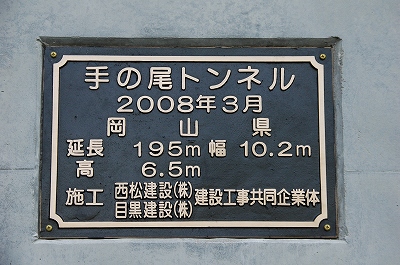 手の尾トンネル
2008年3月
岡山県
延長 195m 幅 10.2m
高 6.5m
施工 西松建設(株) 目黒建設(株) 建設工事共同企業体